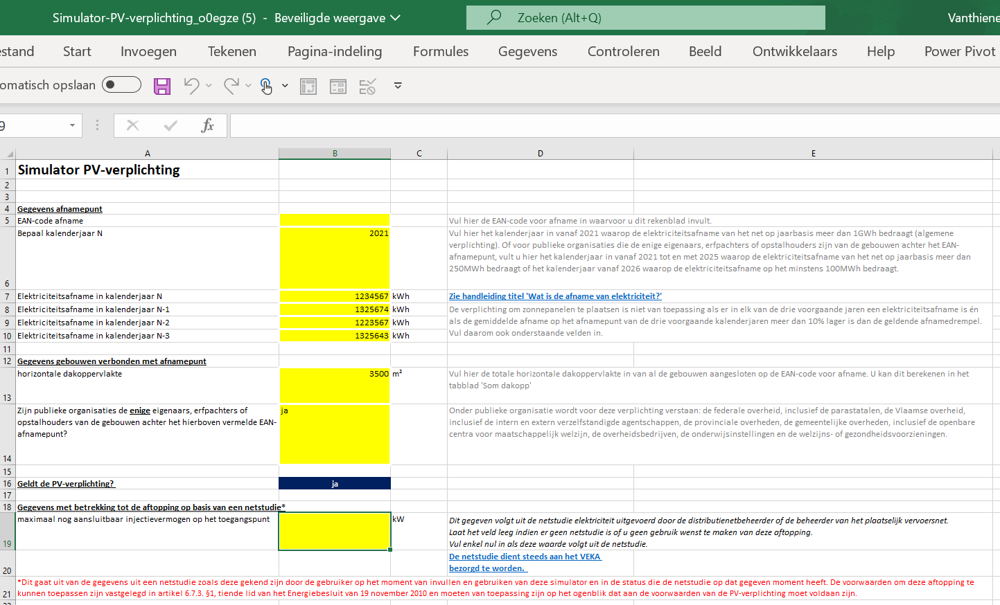 Simulator-PV-verplichting_o0egze (5) - Beveiligde weergave
Zoeken (Alt+Q)
Vanthiene
estand Start Invoegen Tekenen Pagina-indeling Formules Gegevens Controleren Beeld Ontwikkelaars Help Power Pivot
omatisch opslaan
9 fx
A B C D E
1 Simulator PV-verplichting
2
3
4 Gegevens afnamepunt
5 EAN-code afname Vul hier de EAN-code voor afname in waarvoor u dit rekenblad invult.
Bepaal kalenderjaar N 2021 Vul hier het kalenderjaar in vanaf 2021 waarop de elektriciteitsafname van het net op jaarbasis meer dan 1GWh bedraagt (algemene
verplichting). Of voor publieke organisaties die de enige eigenaars, erfpachters of opstalhouders zijn van de gebouwen achter het EAN-
afnamepunt, vult u hier het kalenderjaar in vanaf 2021 tot en met 2025 waarop de elektriciteitsafname van het net op jaarbasis meer dan
250MWh bedraagt of het kalenderjaar vanaf 2026 waarop de elektriciteitsafname op het minstens 100MWh bedraagt.
6
7 Elektriciteitsafname in kalenderjaar N 1234567 kWh Zie handleiding titel 'Wat is de afname van elektriciteit?'
8 Elektriciteitsafname in kalenderjaar N-1 1325674 kWh De verplichting om zonnepanelen te plaatsen is niet van toepassing als er in elk van de drie voorgaande jaren een elektriciteitsafname is én
9 Elektriciteitsafname in kalenderjaar N-2 1223567 kWh als de gemiddelde afname op het afnamepunt van de drie voorgaande kalenderjaren meer dan 10% lager is dan de geldende afnamedrempel.
10 Elektriciteitsafname in kalenderjaar N-3 1325643 kWh Vul daarom ook onderstaande velden in.
11
12 Gegevens gebouwen verbonden met afnamepunt
horizontale dakoppervlakte 3500 m² Vul hier de totale horizontale dakoppervlakte in van al de gebouwen aangesloten op de EAN-code voor afname. U kan dit berekenen in het
tabblad 'Som dakopp'
13
Zijn publieke organisaties de enige eigenaars, erfpachters of ja Onder publieke organisatie wordt voor deze verplichting verstaan: de federale overheid, inclusief de parastatalen, de Vlaamse overheid,
opstalhouders van de gebouwen achter het hierboven vermelde EAN- inclusief de intern en extern verzelfstandigde agentschappen, de provinciale overheden, de gemeentelijke overheden, inclusief de openbare
afnamepunt? centra voor maatschappelijk welzijn, de overheidsbedrijven, de onderwijsinstellingen en de welzijns- of gezondheidsvoorzieningen.
14
15
16 Geldt de PV-verplichting? ja
17
18 Gegevens met betrekking tot de aftopping op basis van een netstudie*
maximaal nog aansluitbaar injectievermogen op het toegangspunt kW Dit gegeven volgt uit de netstudie elektriciteit uitgevoerd door de distributienetbeheerder of de beheerder van het plaatselijk vervoersnet.
Laat het veld leeg indien er geen netstudie is of u geen gebruik wenst te maken van deze aftopping.
19 Vul enkel nul in als deze waarde volgt uit de netstudie.
De netstudie dient steeds aan het VEKA
20 bezorgd te worden.
*Dit gaat uit van de gegevens uit een netstudie zoals deze gekend zijn door de gebruiker op het moment van invullen en gebruiken van deze simulator en in de status die de netstudie op dat gegeven moment heeft. De voorwaarden om deze aftopping te
21 kunnen toepassen zijn vastgelegd in artikel 6.7.3. §1, tiende lid van het Energiebesluit van 19 november 2010 en moeten van toepassing zijn op het ogenblik dat aan de voorwaarden van de PV-verplichting moet voldaan zijn.